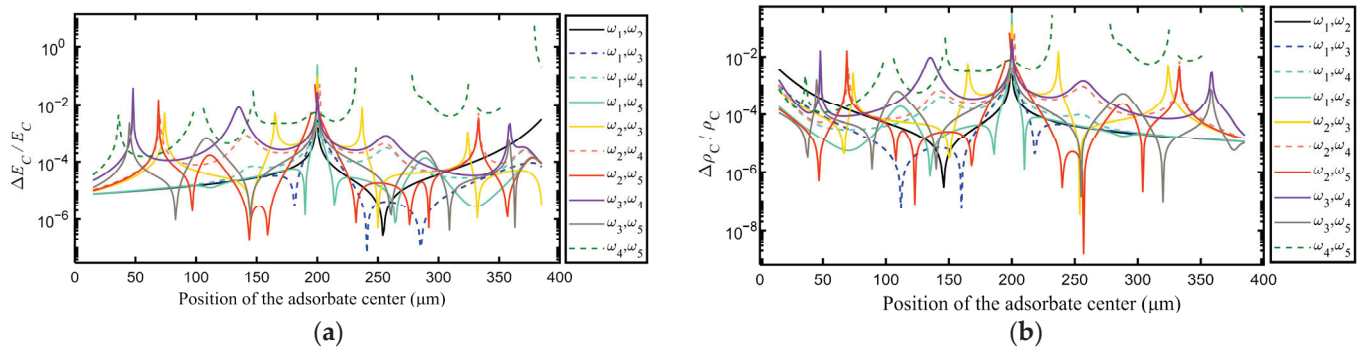 10⁰
10⁻²
10⁻⁴
10⁻⁶
ΔE_C / E_C
0 50 100 150 200 250 300 350 400
Position of the adsorbate center (μm)
ω₁,ω₂
ω₁,ω₃
ω₁,ω₄
ω₁,ω₅
ω₂,ω₃
ω₂,ω₄
ω₂,ω₅
ω₃,ω₄
ω₃,ω₅
ω₄,ω₅
(a)
10⁻²
10⁻⁴
10⁻⁶
10⁻⁸
Δρ_C / ρ_C
0 50 100 150 200 250 300 350 400
Position of the adsorbate center (μm)
ω₁,ω₂
ω₁,ω₃
ω₁,ω₄
ω₁,ω₅
ω₂,ω₃
ω₂,ω₄
ω₂,ω₅
ω₃,ω₄
ω₃,ω₅
ω₄,ω₅
(b)